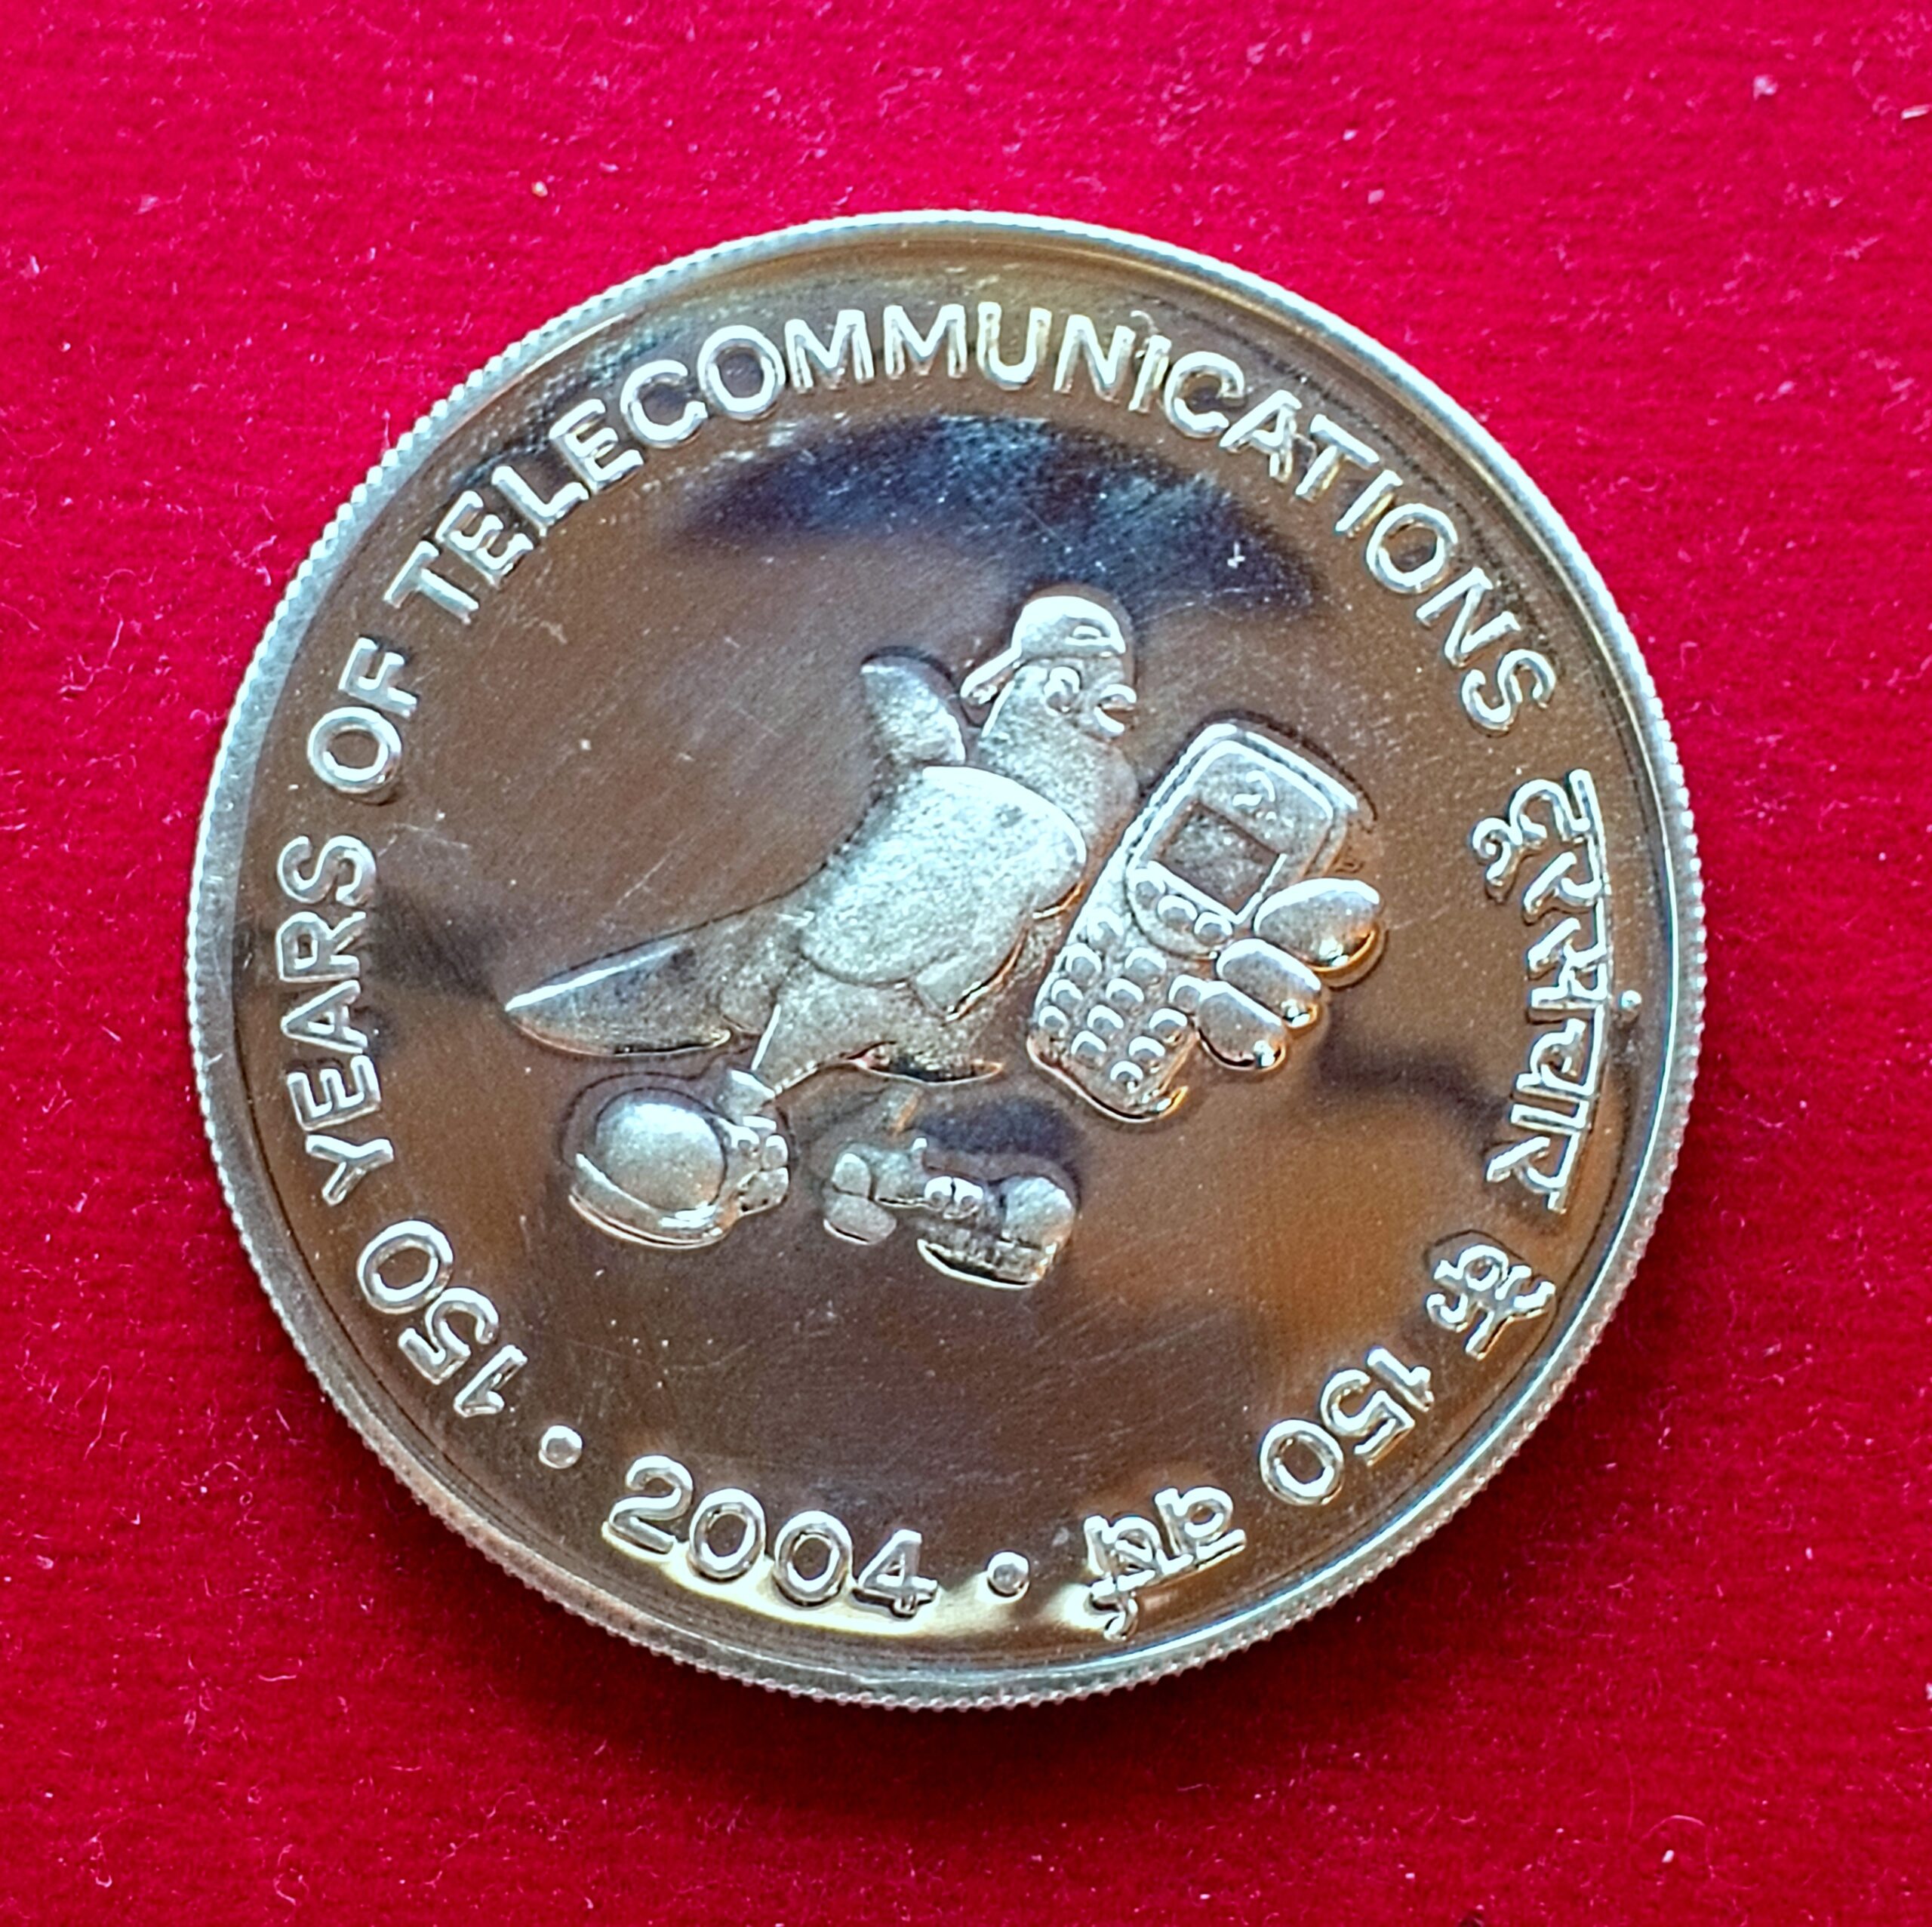 150 YEARS OF TELECOMMUNICATIONS
दूरसंचार के 150 वर्ष
• 2004 •